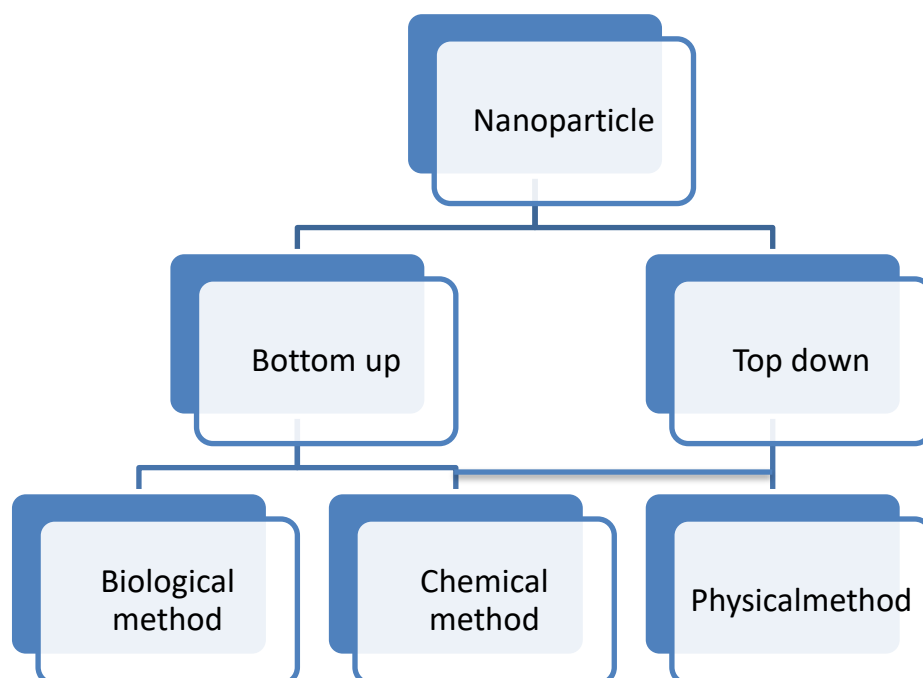 Nanoparticle
Bottom up
Top down
Biological
method
Chemical
method
Physicalmethod